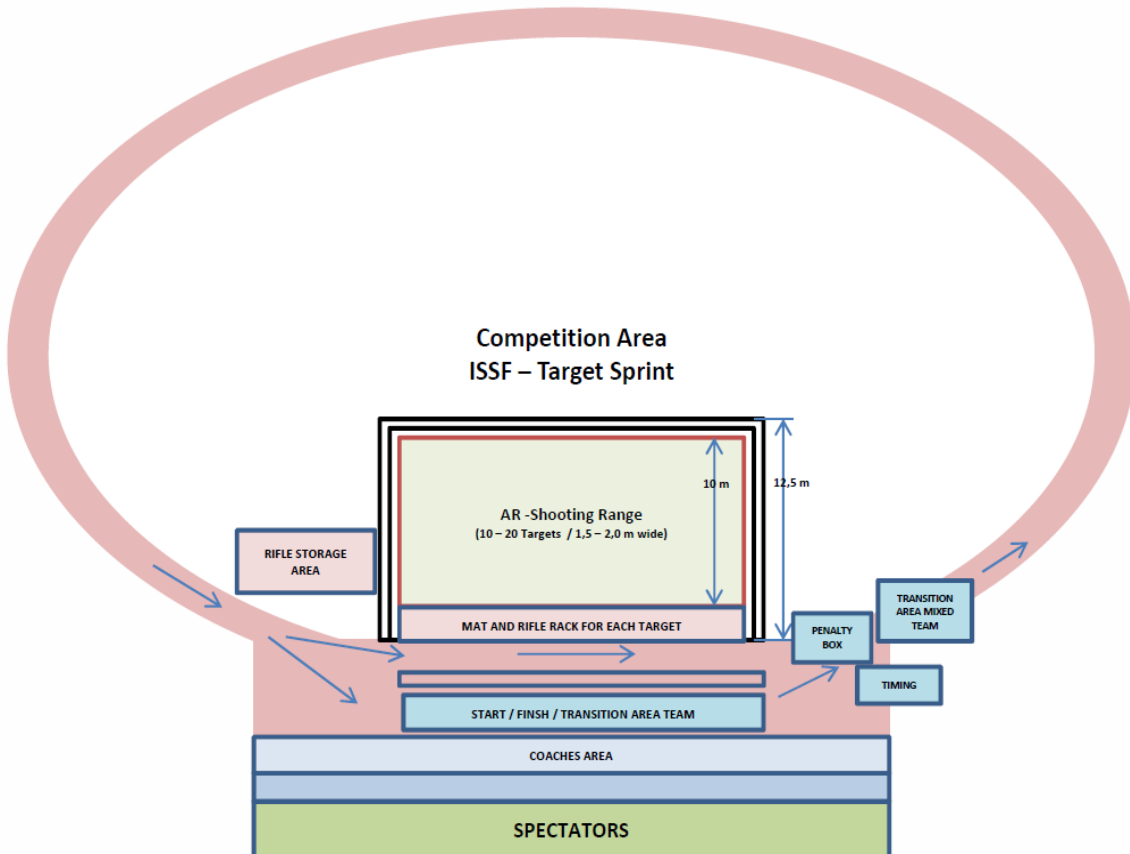 Competition Area
ISSF – Target Sprint
10 m
12,5 m
AR -Shooting Range
(10 – 20 Targets / 1,5 – 2,0 m wide)
RIFLE STORAGE
AREA
MAT AND RIFLE RACK FOR EACH TARGET
PENALTY
BOX
TRANSITION
AREA MIXED
TEAM
TIMING
START / FINSH / TRANSITION AREA TEAM
COACHES AREA
SPECTATORS